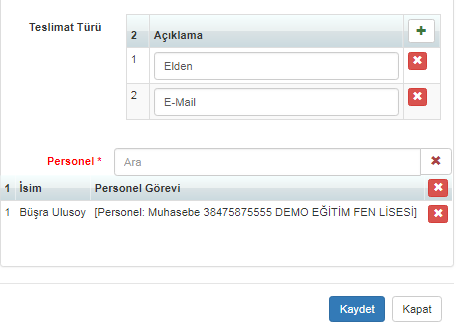 Teslimat Türü
2 Açıklama
1 Elden
2 E-Mail
Personel * Ara
1 İsim Personel Görevi
1 Büşra Ulusoy [Personel: Muhasebe 38475875555 DEMO EĞİTİM FEN LİSESİ]
Kaydet Kapat